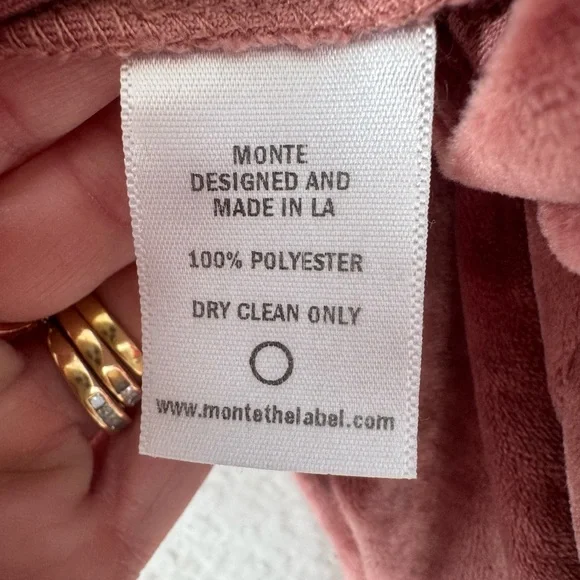 MONTE
DESIGNED AND
MADE IN LA
100% POLYESTER
DRY CLEAN ONLY
www.montethelabel.com